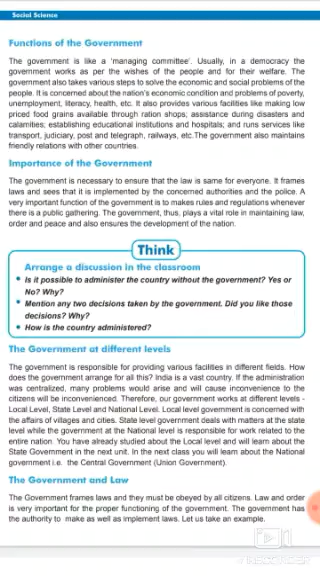 Social Science
Functions of the Government
The government is like a 'managing committee'. Usually, in a democracy the
government works as per the wishes of the people and for their welfare. The
government also takes various steps to solve the economic and social problems of the
people. It is concerned about the nation's economic condition and problems of poverty,
unemployment, literacy, health, etc. It also provides various facilities like making low
priced food grains available through ration shops; assistance during disasters and
calamities; establishing educational institutions and hospitals; and runs services like
transport, judiciary, post and telegraph, railways, etc.The government also maintains
friendly relations with other countries.
Importance of the Government
The government is necessary to ensure that the law is same for everyone. It frames
laws and sees that it is implemented by the concerned authorities and the police. A
very important function of the government is to makes rules and regulations whenever
there is a public gathering. The government, thus, plays a vital role in maintaining law,
order and peace and also ensures the development of the nation.
Think
Arrange a discussion in the classroom
• Is it possible to administer the country without the government? Yes or
No? Why?
• Mention any two decisions taken by the government. Did you like those
decisions? Why?
• How is the country administered?
The Government at different levels
The government is responsible for providing various facilities in different fields. How
does the government arrange for all this? India is a vast country. If the administration
was centralized, many problems would arise and will cause inconvenience to the
citizens will be inconvenienced. Therefore, our government works at different levels -
Local Level, State Level and National Level. Local level government is concerned with
the affairs of villages and cities. State level government deals with matters at the state
level while the government at the National level is responsible for work related to the
entire nation. You have already studied about the Local level and will learn about the
State Government in the next unit. In the next class you will learn about the National
government i.e. the Central Government (Union Government).
The Government and Law
The Government frames laws and they must be obeyed by all citizens. Law and order
is very important for the proper functioning of the government. The government has
the authority to make as well as implement laws. Let us take an example.